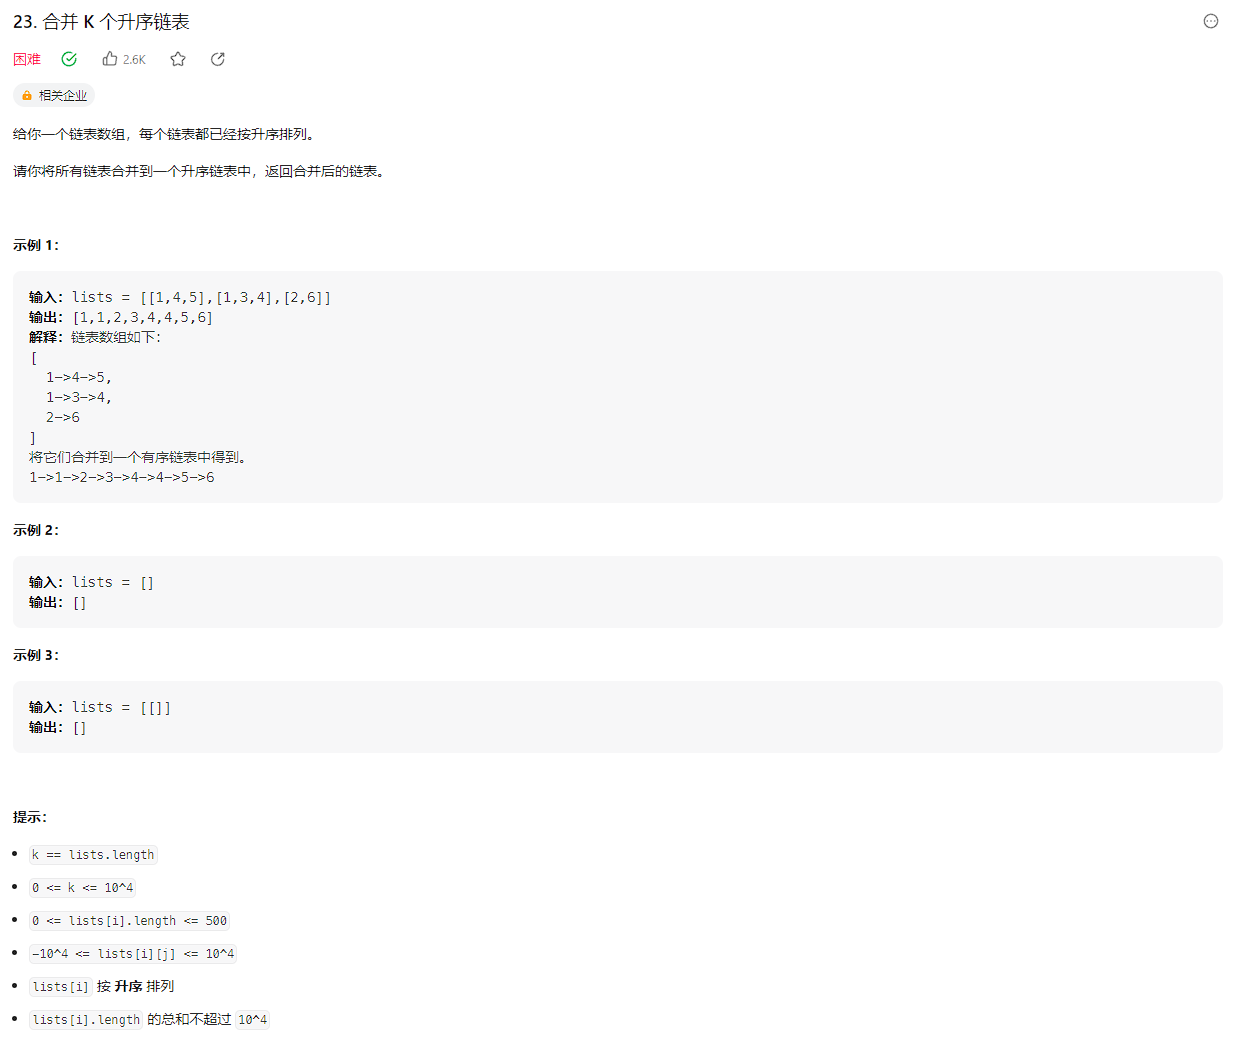 23. 合并 K 个升序链表
困难 2.6K
相关企业
给你一个链表数组，每个链表都已经按升序排列。
请你将所有链表合并到一个升序链表中，返回合并后的链表。
示例 1：
输入：lists = [[1,4,5],[1,3,4],[2,6]]
输出：[1,1,2,3,4,4,5,6]
解释：链表数组如下：
[
  1->4->5,
  1->3->4,
  2->6
]
将它们合并到一个有序链表中得到。
1->1->2->3->4->4->5->6
示例 2：
输入：lists = []
输出：[]
示例 3：
输入：lists = [[]]
输出：[]
提示：
k == lists.length
0 <= k <= 10^4
0 <= lists[i].length <= 500
-10^4 <= lists[i][j] <= 10^4
lists[i] 按 升序 排列
lists[i].length 的总和不超过 10^4